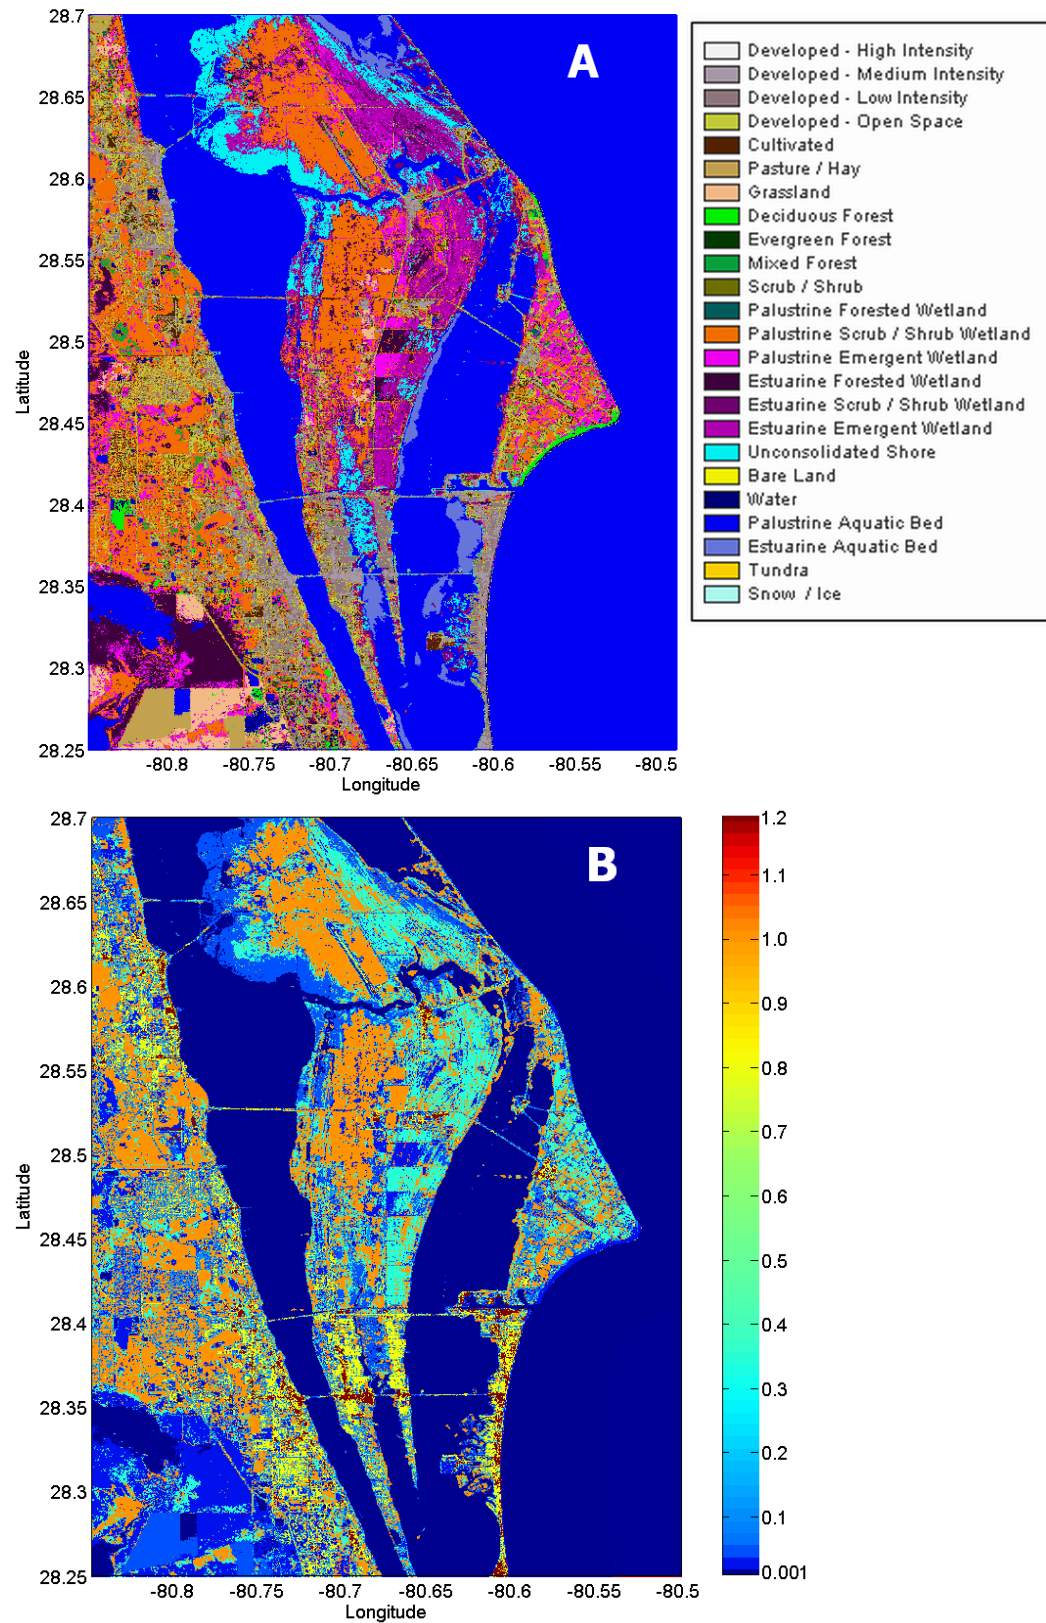 28.7
28.65
28.6
28.55
28.5
28.45
28.4
28.35
28.3
28.25
Latitude
A
-80.8
-80.75
-80.7
-80.65
-80.6
-80.55
-80.5
Longitude
Developed - High Intensity
Developed - Medium Intensity
Developed - Low Intensity
Developed - Open Space
Cultivated
Pasture / Hay
Grassland
Deciduous Forest
Evergreen Forest
Mixed Forest
Scrub / Shrub
Palustrine Forested Wetland
Palustrine Scrub / Shrub Wetland
Palustrine Emergent Wetland
Estuarine Forested Wetland
Estuarine Scrub / Shrub Wetland
Estuarine Emergent Wetland
Unconsolidated Shore
Bare Land
Water
Palustrine Aquatic Bed
Estuarine Aquatic Bed
Tundra
Snow / Ice
28.7
28.65
28.6
28.55
28.5
28.45
28.4
28.35
28.3
28.25
Latitude
B
-80.8
-80.75
-80.7
-80.65
-80.6
-80.55
-80.5
Longitude
1.2
1.1
1.0
0.9
0.8
0.7
0.6
0.5
0.4
0.3
0.2
0.1
0.001